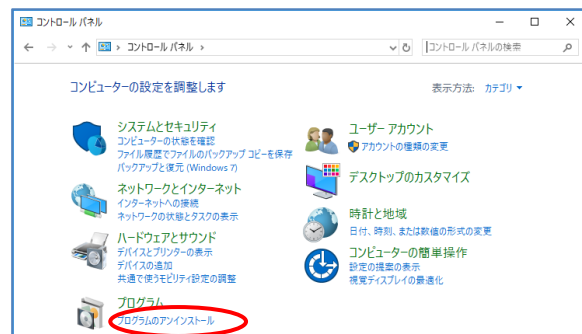 コントロール パネル
コントロール パネル
コントロール パネルの検索
コンピューターの設定を調整します
表示方法: カテゴリ
システムとセキュリティ
コンピューターの状態を確認
ファイル履歴でファイルのバックアップ コピーを保存
バックアップと復元 (Windows 7)
ネットワークとインターネット
インターネットへの接続
ネットワークの状態とタスクの表示
ハードウェアとサウンド
デバイスとプリンターの表示
デバイスの追加
共通で使うモビリティ設定の調整
プログラム
プログラムのアンインストール
ユーザー アカウント
アカウントの種類の変更
デスクトップのカスタマイズ
時計と地域
日付、時刻、または数値の形式の変更
コンピューターの簡単操作
設定の提案の表示
視覚ディスプレイの最適化